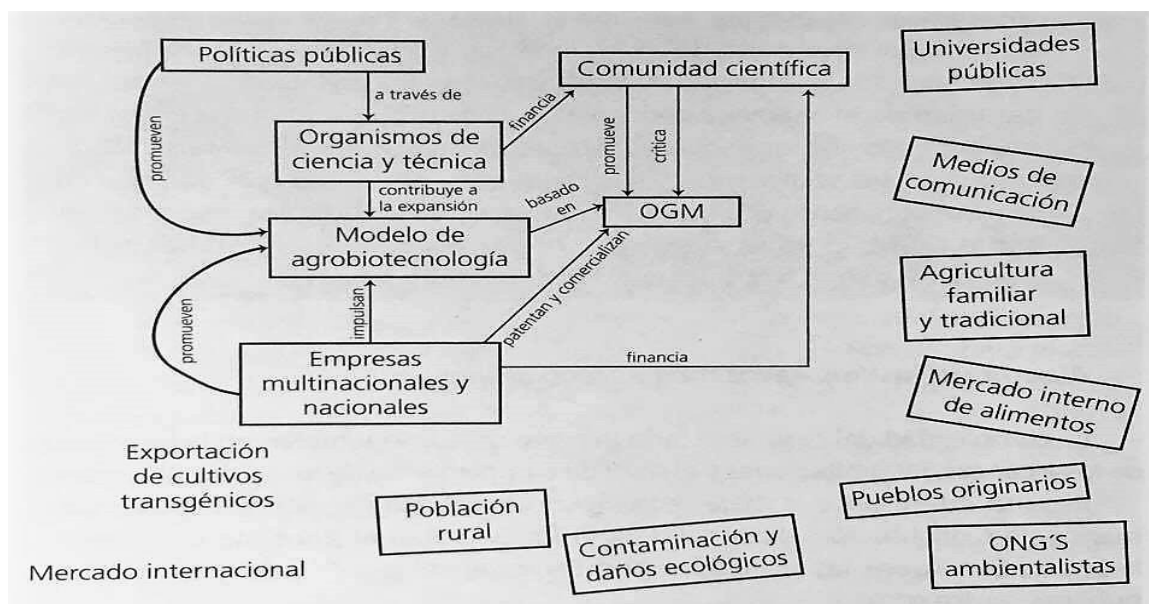 Políticas públicas
a través de
promueven
Organismos de
ciencia y técnica
financia
Comunidad científica
promueve
critica
contribuye a
la expansión
basado
en
OGM
Modelo de
agrobiotecnología
promueven
impulsan
patentan y comercializan
Empresas
multinacionales y
nacionales
financia
Universidades
públicas
Medios de
comunicación
Agricultura
familiar
y tradicional
Mercado interno
de alimentos
Exportación
de cultivos
transgénicos
Población
rural
Pueblos originarios
Contaminación y
daños ecológicos
ONG´S
ambientalistas
Mercado internacional